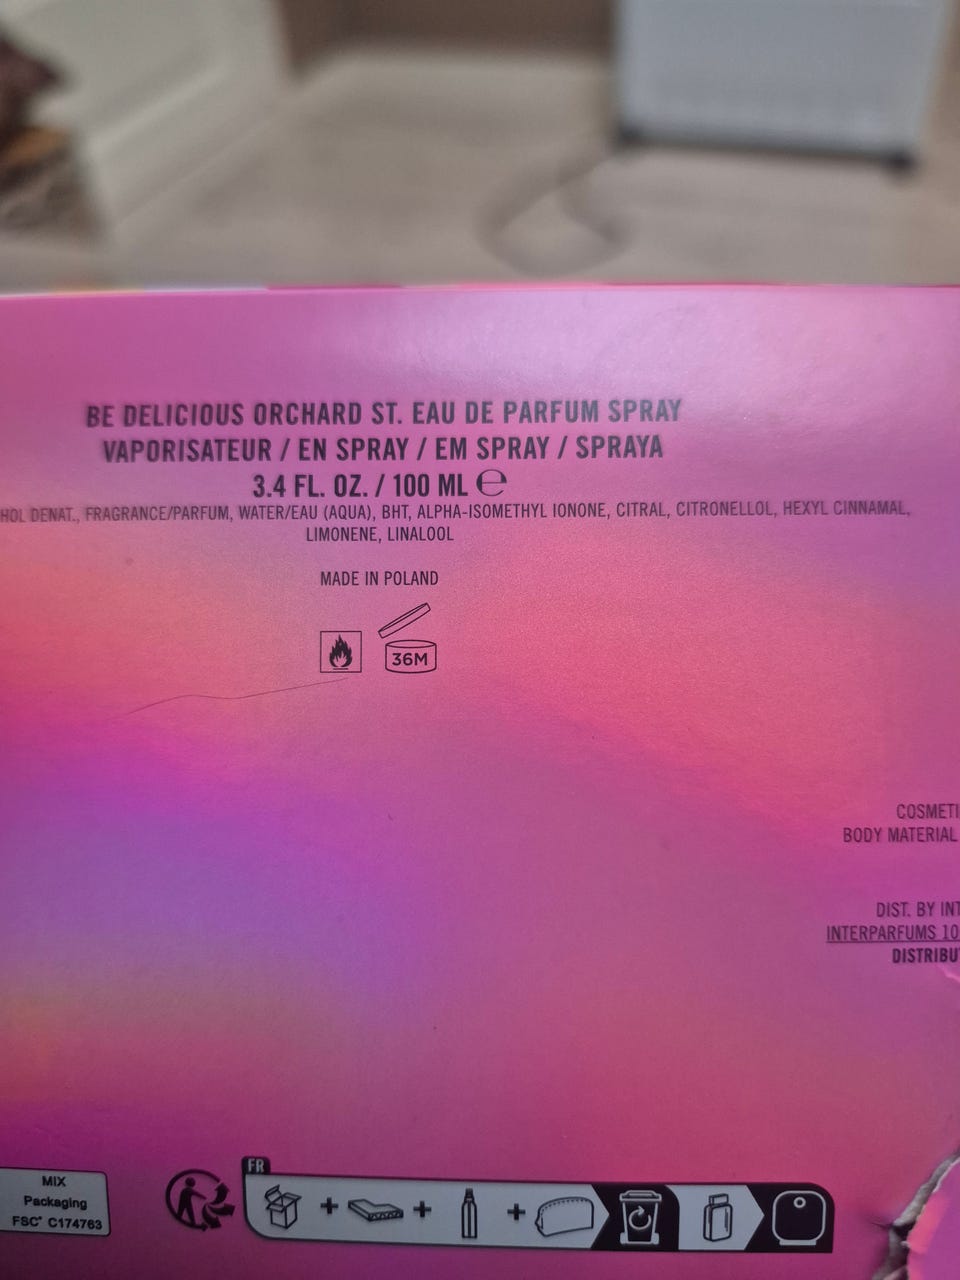 BE DELICIOUS ORCHARD ST. EAU DE PARFUM SPRAY
VAPORISATEUR / EN SPRAY / EM SPRAY / SPRAYA
3.4 FL. OZ. / 100 ML ℮
HOL DENAT., FRAGRANCE/PARFUM, WATER/EAU (AQUA), BHT, ALPHA-ISOMETHYL IONONE, CITRAL, CITRONELLOL, HEXYL CINNAMAL,
LIMONENE, LINALOOL
MADE IN POLAND
36M
COSMETI
BODY MATERIAL
DIST. BY INT
INTERPARFUMS 10
DISTRIBU
FR
MIX
Packaging
FSC® C174763